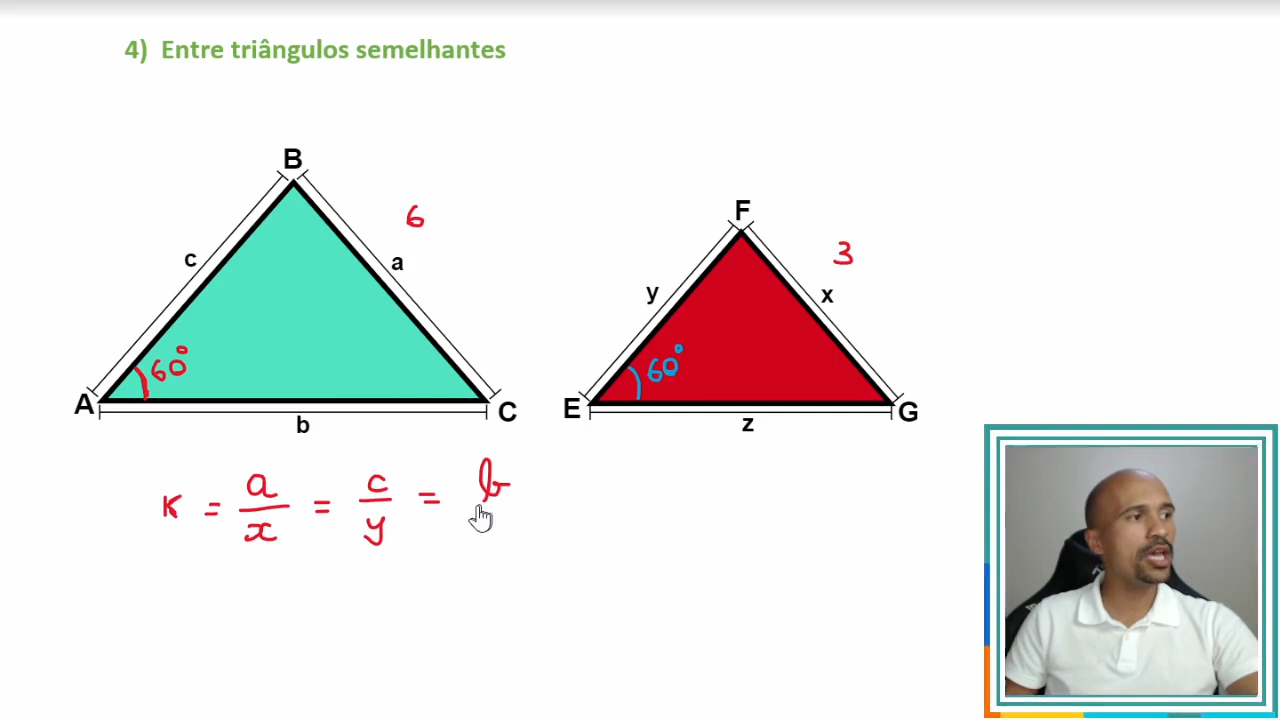 4) Entre triângulos semelhantes
B
6
c
a
60°
A
C
b
F
3
y
x
60°
E
G
z
K = a/x = c/y = b